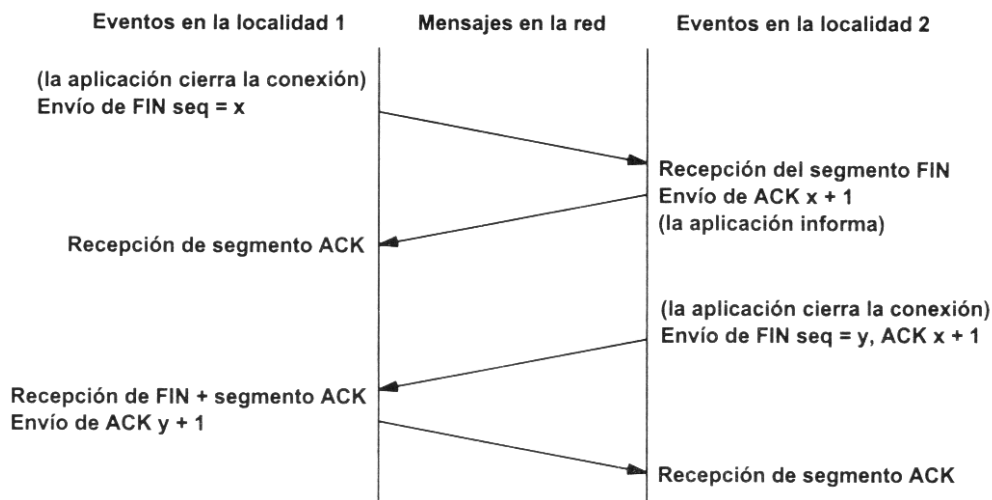 Eventos en la localidad 1
Mensajes en la red
Eventos en la localidad 2
(la aplicación cierra la conexión)
Envío de FIN seq = x
Recepción del segmento FIN
Envío de ACK x + 1
(la aplicación informa)
Recepción de segmento ACK
(la aplicación cierra la conexión)
Envío de FIN seq = y, ACK x + 1
Recepción de FIN + segmento ACK
Envío de ACK y + 1
Recepción de segmento ACK